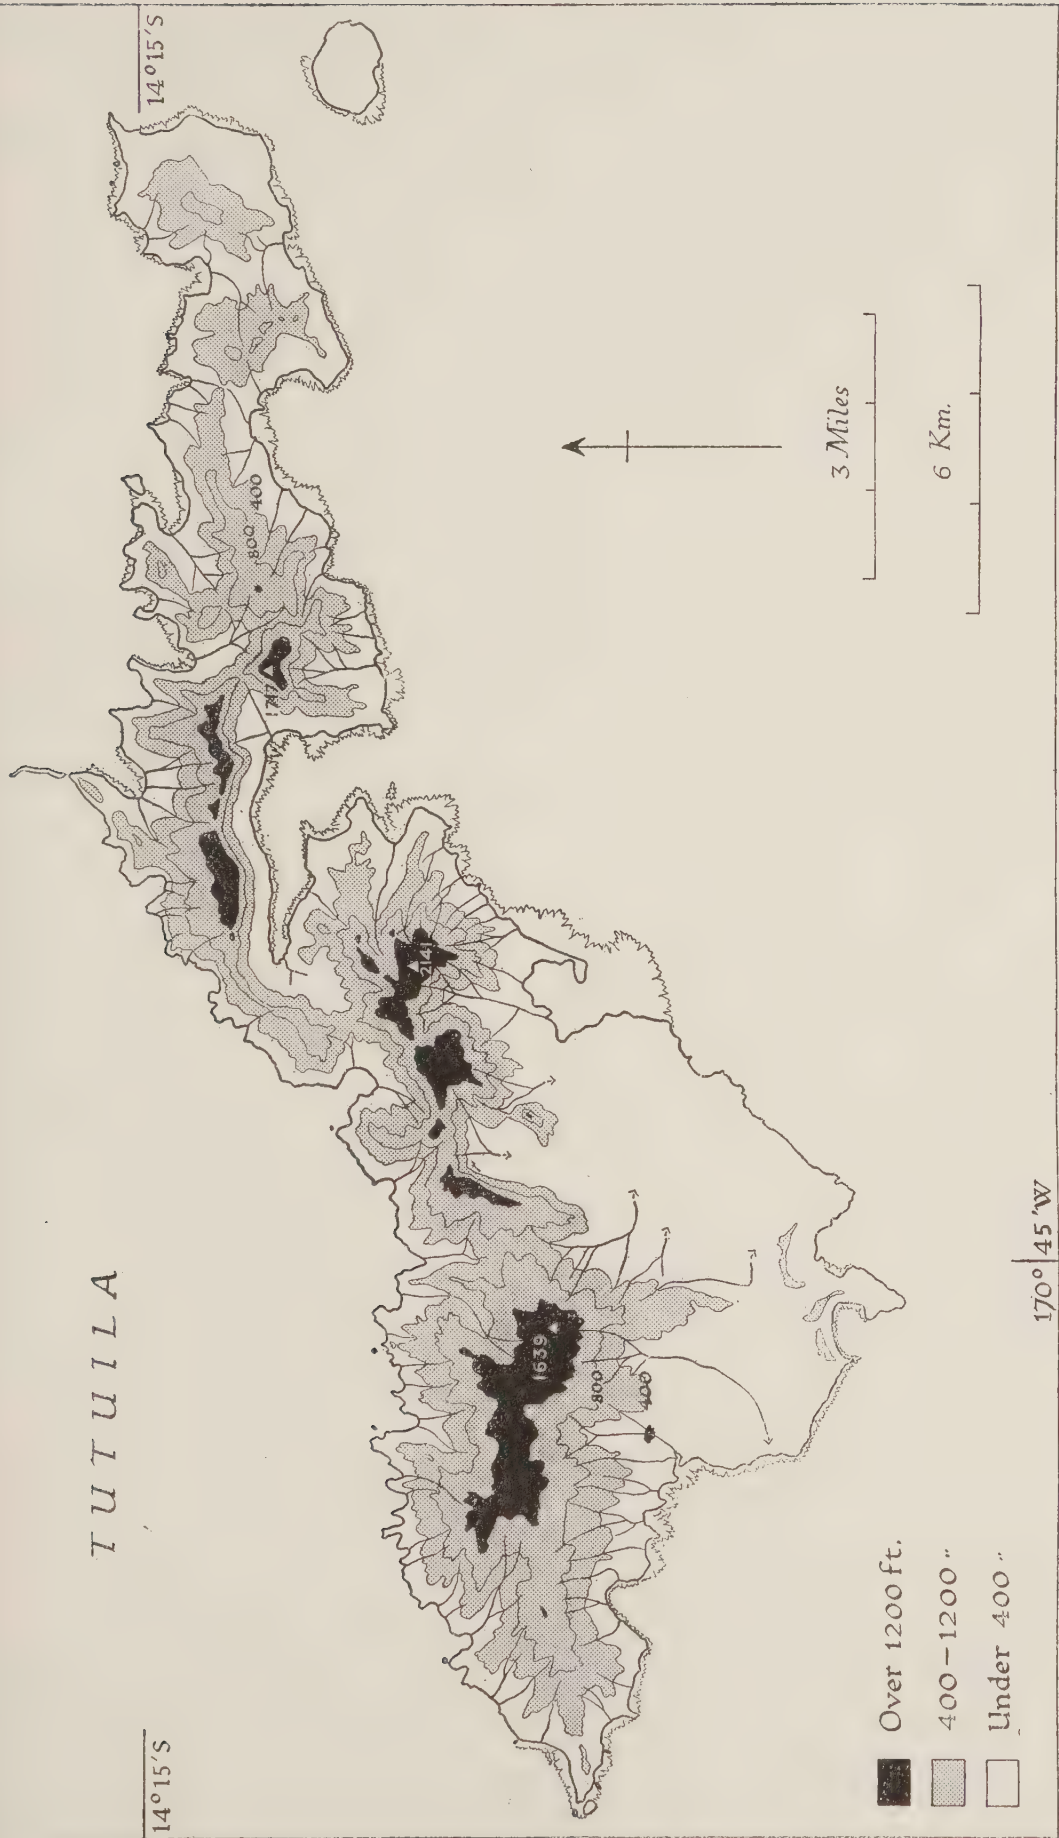 TUTUILA
14°15'S
14°15'S
1717
800
400
2141
1639
800
400
3 Miles
6 Km.
Over 1200 ft.
400–1200 〃
Under 400 〃
170° 45'W